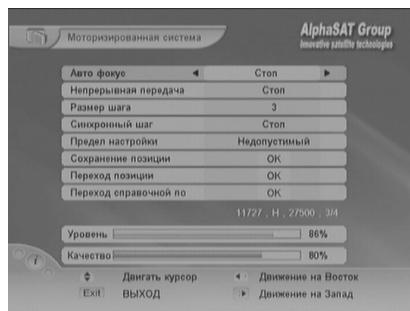 Моторизированная система
AlphaSAT Group
Innovative satellite technologies
Авто фокус Стоп
Непрерывная передача Стоп
Размер шага 3
Синхронный шаг Стоп
Предел настройки Недопустимый
Сохранение позиции OK
Переход позиции OK
Переход справочной по OK
11727 , H , 27500 , 3/4
Уровень 86%
Качество 80%
Двигать курсор Движение на Восток
Exit ВЫХОД Движение на Запад